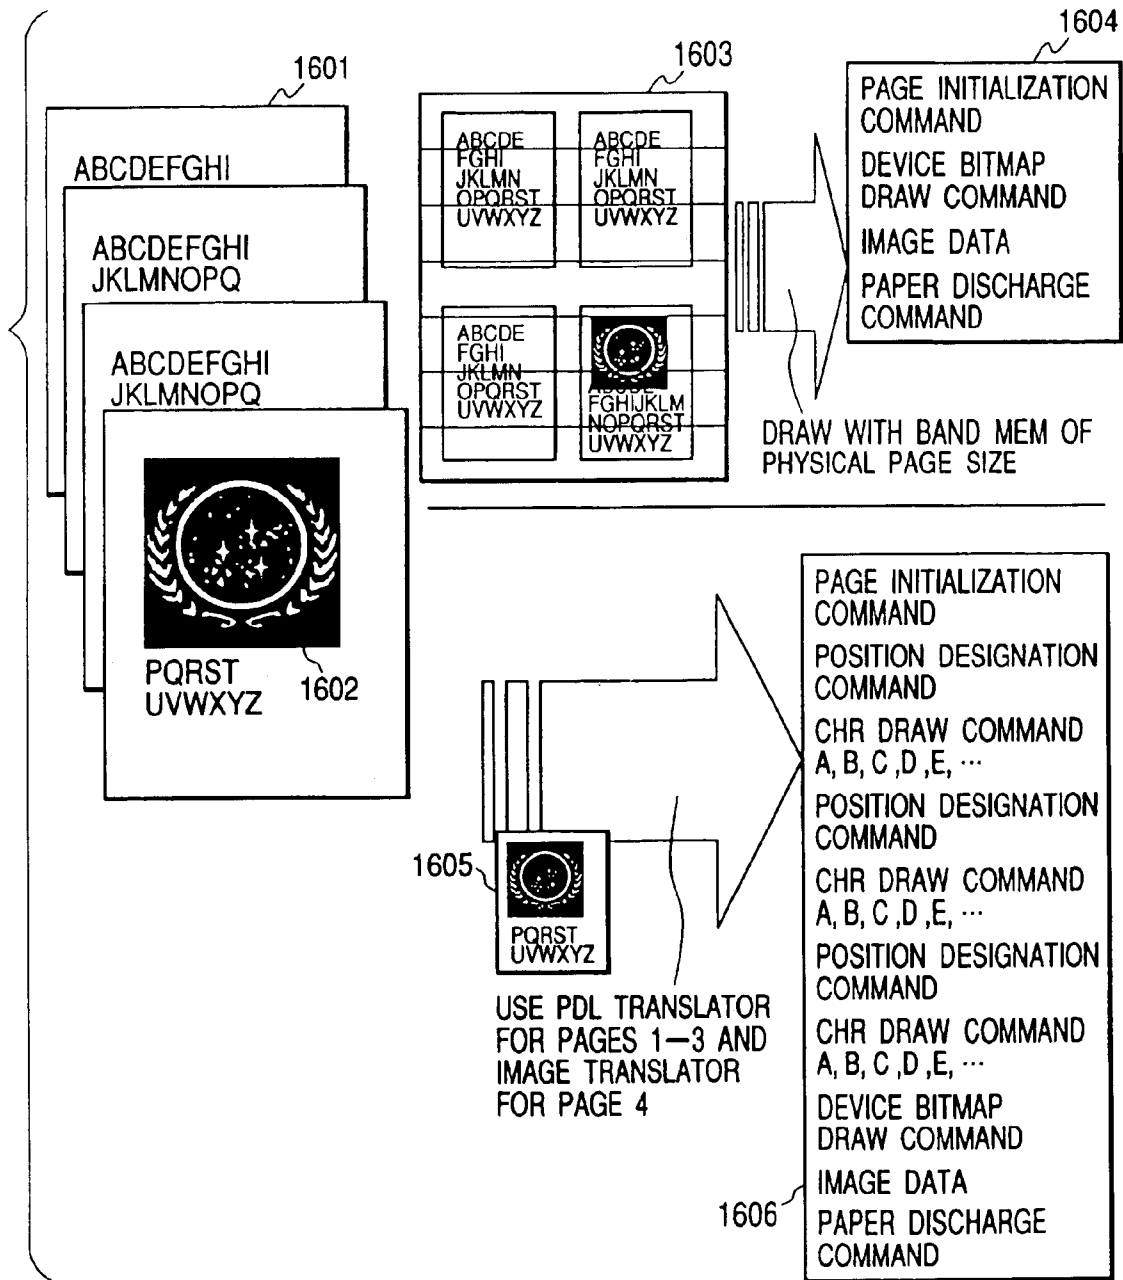 1601
ABCDEFGHI
ABCDEFGHI
JKLMNOPQ
ABCDEFGHI
JKLMNOPQ
PQRST
UVWXYZ
1602
1603
ABCDE
FGHI
JKLMN
OPQRST
UVWXYZ
ABCDE
FGHI
JKLMN
OPQRST
UVWXYZ
ABCDE
FGHI
JKLMN
OPQRST
UVWXYZ
ABCDE
FGHIJKLM
NOPQRST
UVWXYZ
DRAW WITH BAND MEM OF
PHYSICAL PAGE SIZE
1604
PAGE INITIALIZATION
COMMAND
DEVICE BITMAP
DRAW COMMAND
IMAGE DATA
PAPER DISCHARGE
COMMAND
1605
PQRST
UVWXYZ
USE PDL TRANSLATOR
FOR PAGES 1–3 AND
IMAGE TRANSLATOR
FOR PAGE 4
PAGE INITIALIZATION
COMMAND
POSITION DESIGNATION
COMMAND
CHR DRAW COMMAND
A, B, C ,D ,E, ···
POSITION DESIGNATION
COMMAND
CHR DRAW COMMAND
A, B, C ,D ,E, ···
POSITION DESIGNATION
COMMAND
CHR DRAW COMMAND
A, B, C ,D ,E, ···
DEVICE BITMAP
DRAW COMMAND
IMAGE DATA
PAPER DISCHARGE
COMMAND
1606